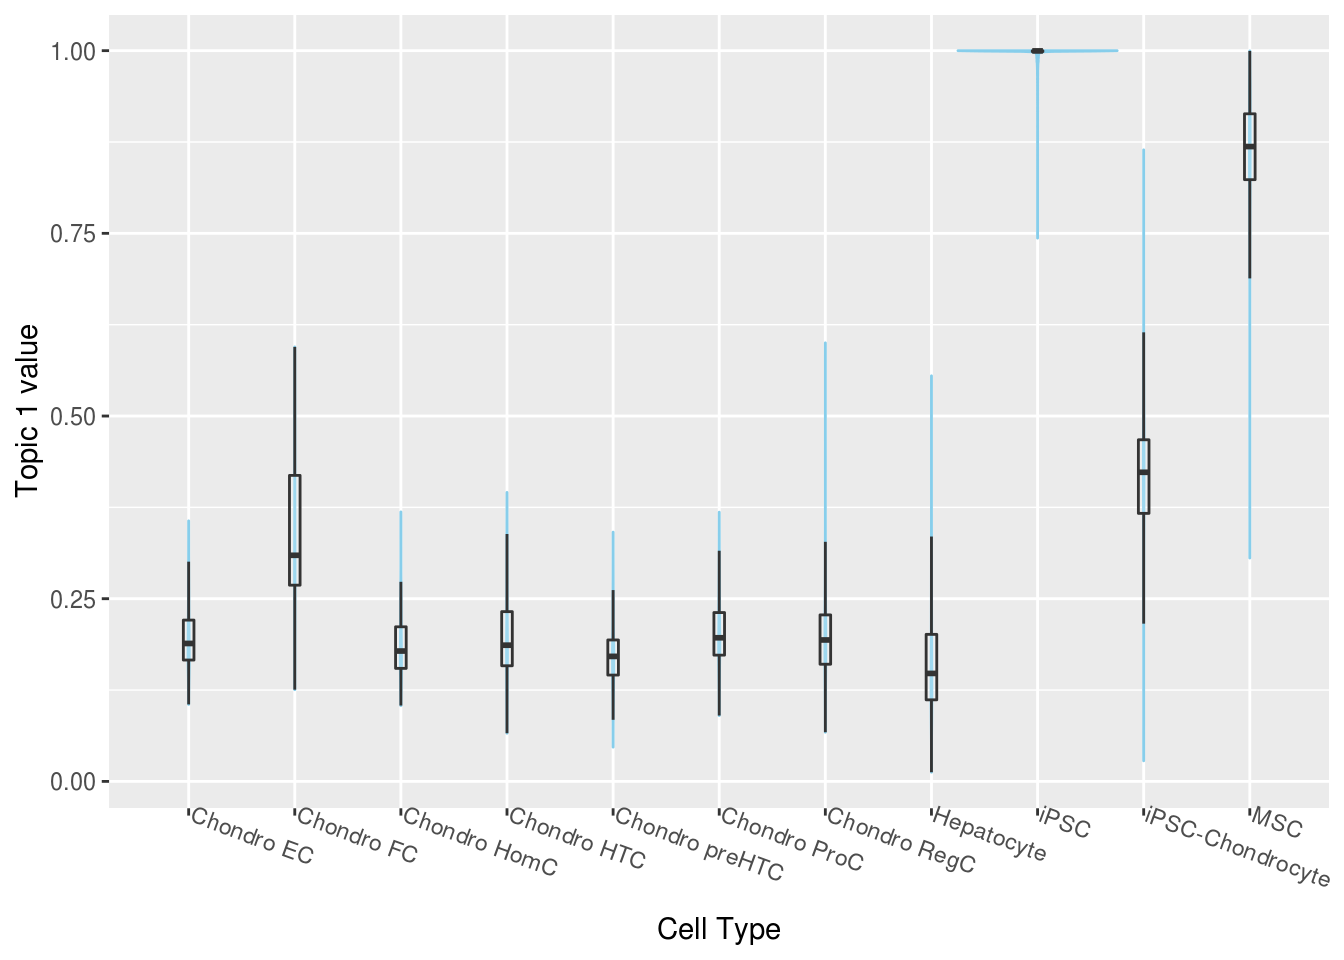 1.00
0.75
0.50
0.25
0.00
Topic 1 value
Chondro EC
Chondro FC
Chondro HomC
Chondro HTC
Chondro preHTC
Chondro ProC
Chondro RegC
Hepatocyte
iPSC
iPSC-Chondrocyte
MSC
Cell Type